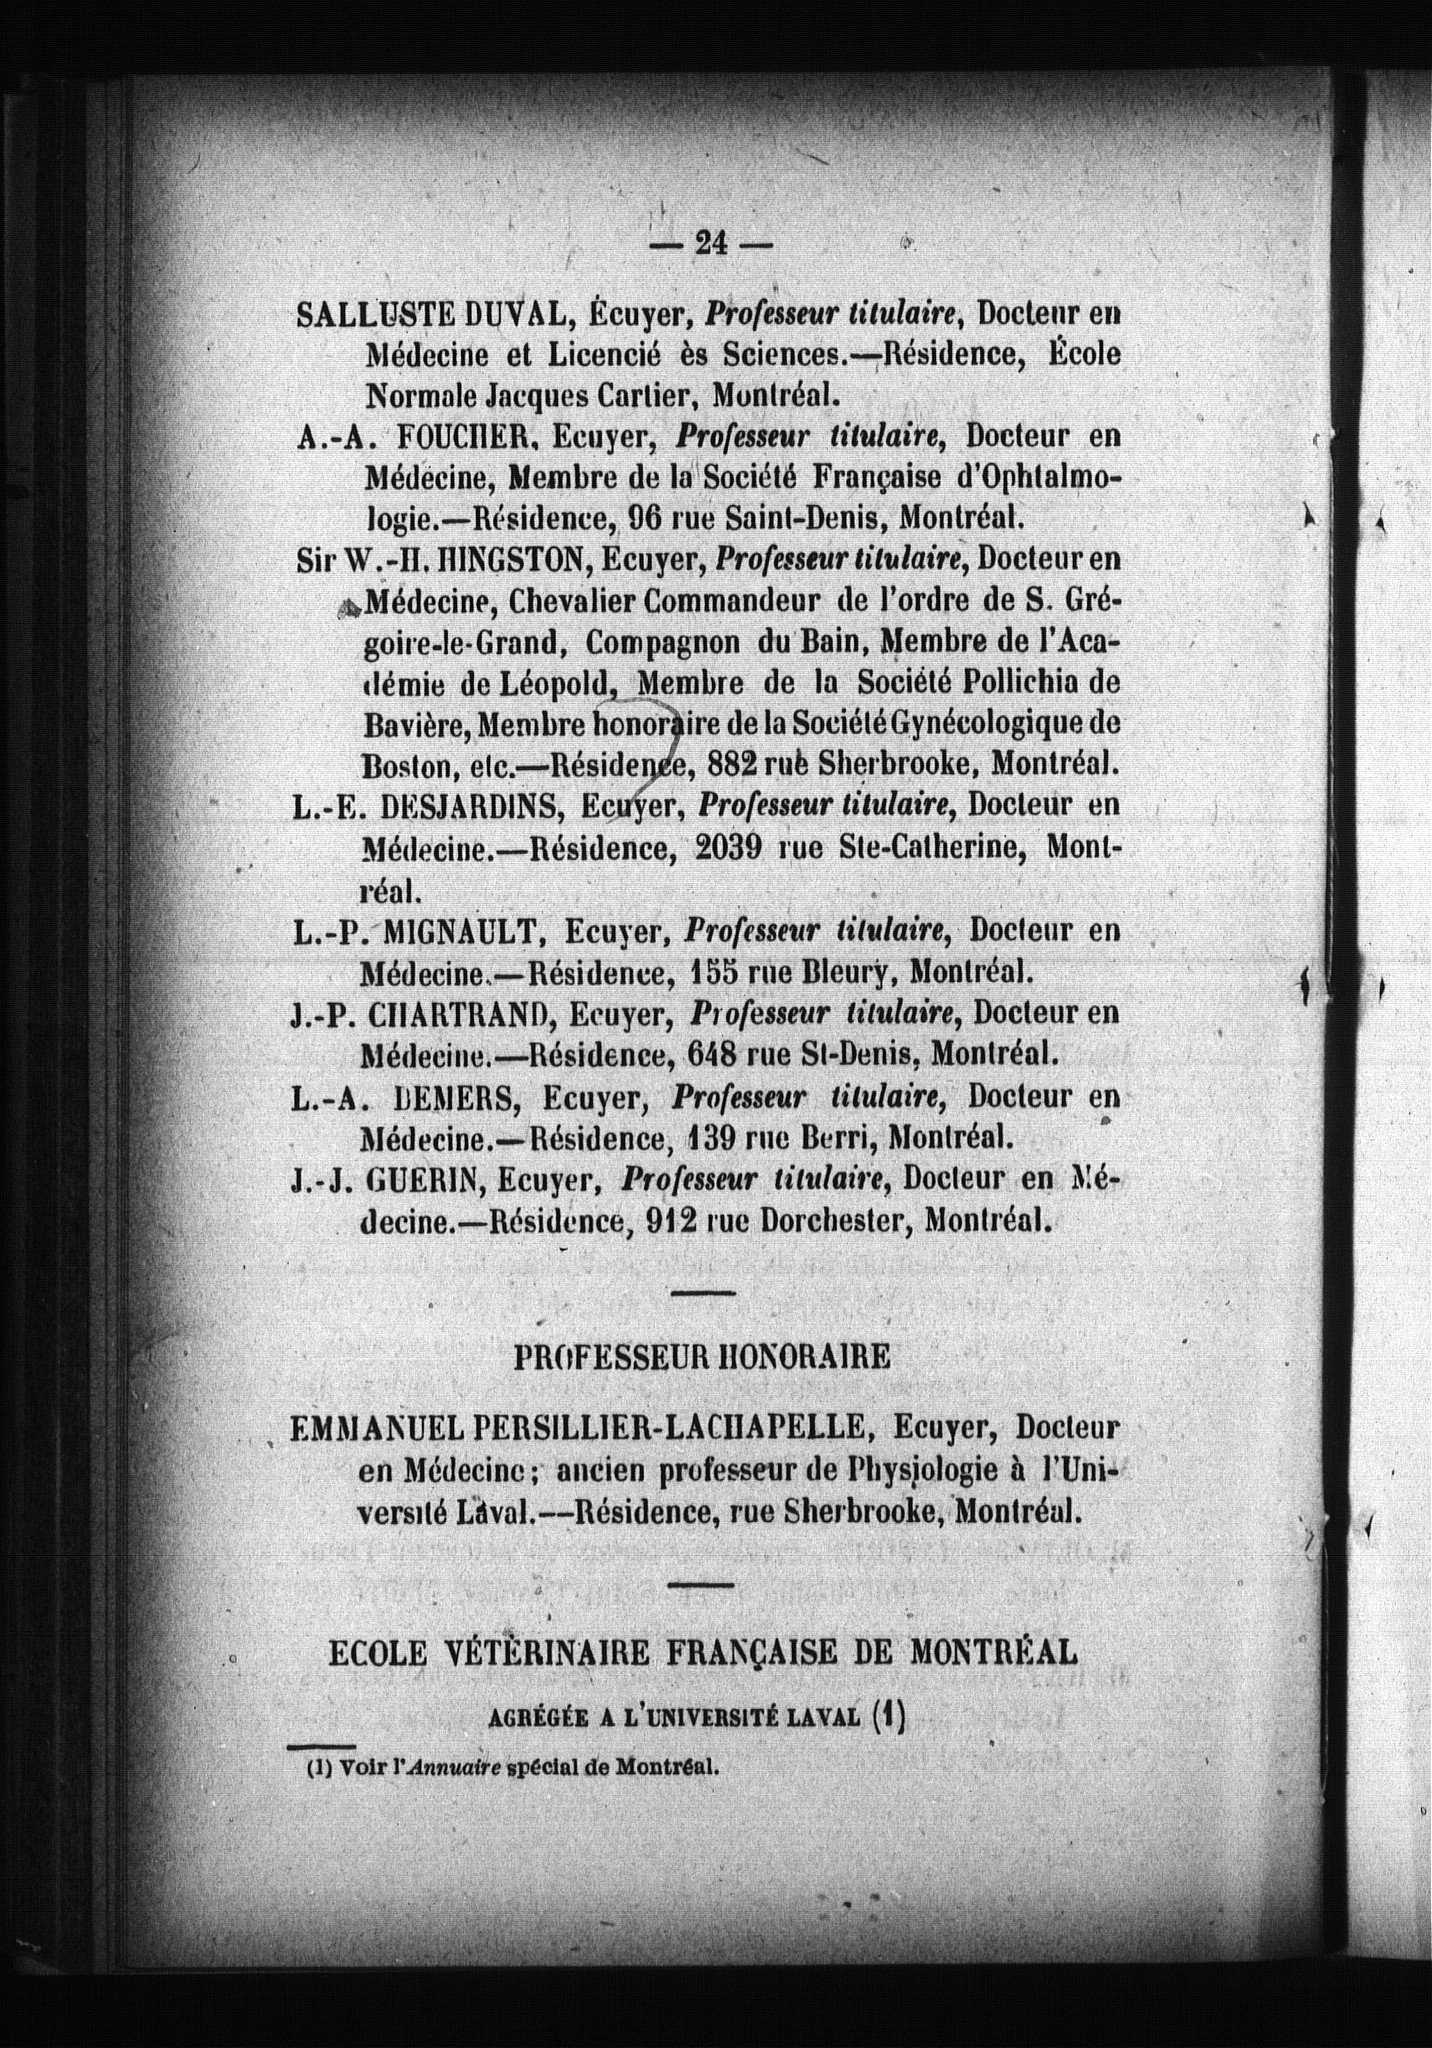 — 24 —
SALLUSTE DUVAL, Écuyer, Professeur titulaire, Docteur en
Médecine et Licencié ès Sciences.—Résidence, École
Normale Jacques Cartier, Montréal.
A.-A. FOUCHER, Ecuyer, Professeur titulaire, Docteur en
Médecine, Membre de la Société Française d'Ophtalmo-
logie.—Résidence, 96 rue Saint-Denis, Montréal.
Sir W.-H. HINGSTON, Ecuyer, Professeur titulaire, Docteur en
Médecine, Chevalier Commandeur de l'ordre de S. Gré-
goire-le-Grand, Compagnon du Bain, Membre de l'Aca-
démie de Léopold, Membre de la Société Pollichia de
Bavière, Membre honoraire de la Société Gynécologique de
Boston, etc.—Résidence, 882 rue Sherbrooke, Montréal.
L.-E. DESJARDINS, Ecuyer, Professeur titulaire, Docteur en
Médecine.—Résidence, 2039 rue Ste-Catherine, Mont-
réal.
L.-P. MIGNAULT, Ecuyer, Professeur titulaire, Docteur en
Médecine.—Résidence, 155 rue Bleury, Montréal.
J.-P. CHARTRAND, Ecuyer, Professeur titulaire, Docteur en
Médecine.—Résidence, 648 rue St-Denis, Montréal.
L.-A. DEMERS, Ecuyer, Professeur titulaire, Docteur en
Médecine.—Résidence, 139 rue Berri, Montréal.
J.-J. GUERIN, Ecuyer, Professeur titulaire, Docteur en Mé-
decine.—Résidence, 912 rue Dorchester, Montréal.
PROFESSEUR HONORAIRE
EMMANUEL PERSILLIER-LACHAPELLE, Ecuyer, Docteur
en Médecine; ancien professeur de Physiologie à l'Uni-
versité Laval.—Résidence, rue Sherbrooke, Montréal.
ECOLE VÉTÈRINAIRE FRANÇAISE DE MONTRÉAL
AGRÉGÉE A L'UNIVERSITÉ LAVAL (1)
(1) Voir l'Annuaire spécial de Montréal.